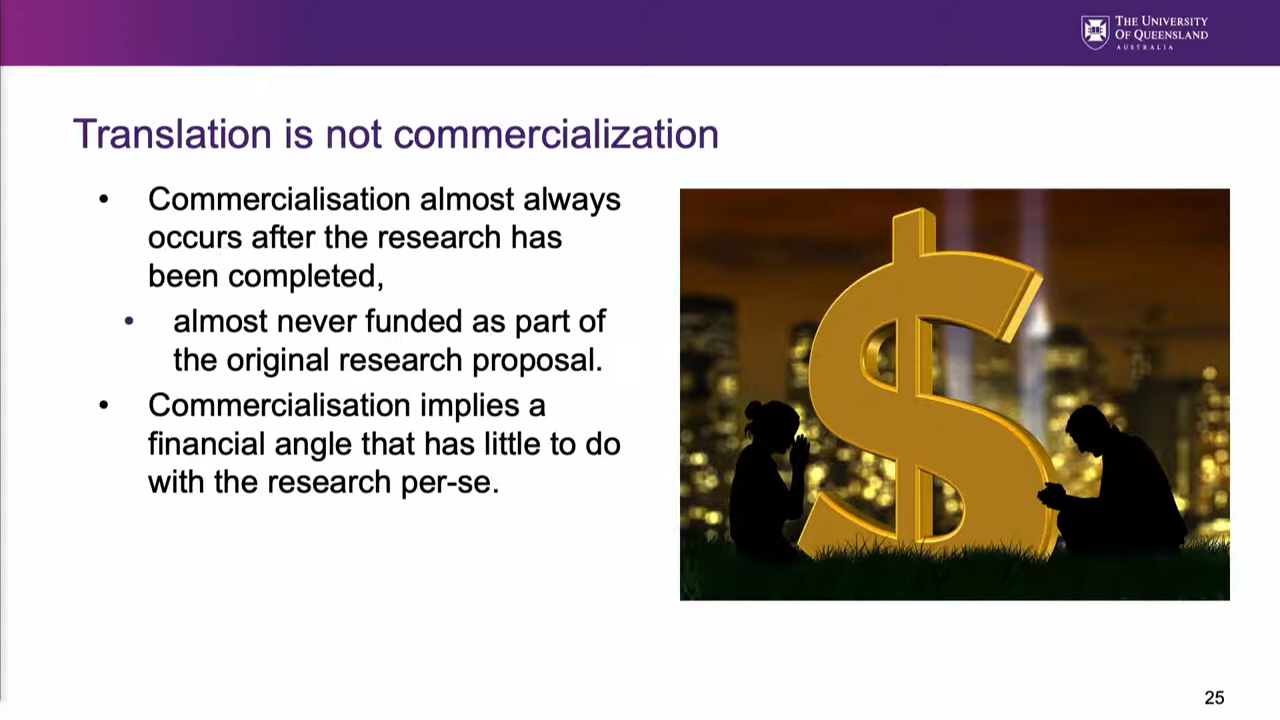 THE UNIVERSITY
OF QUEENSLAND
AUSTRALIA
Translation is not commercialization
• Commercialisation almost always
occurs after the research has
been completed,
• almost never funded as part of
the original research proposal.
• Commercialisation implies a
financial angle that has little to do
with the research per-se.
$
25